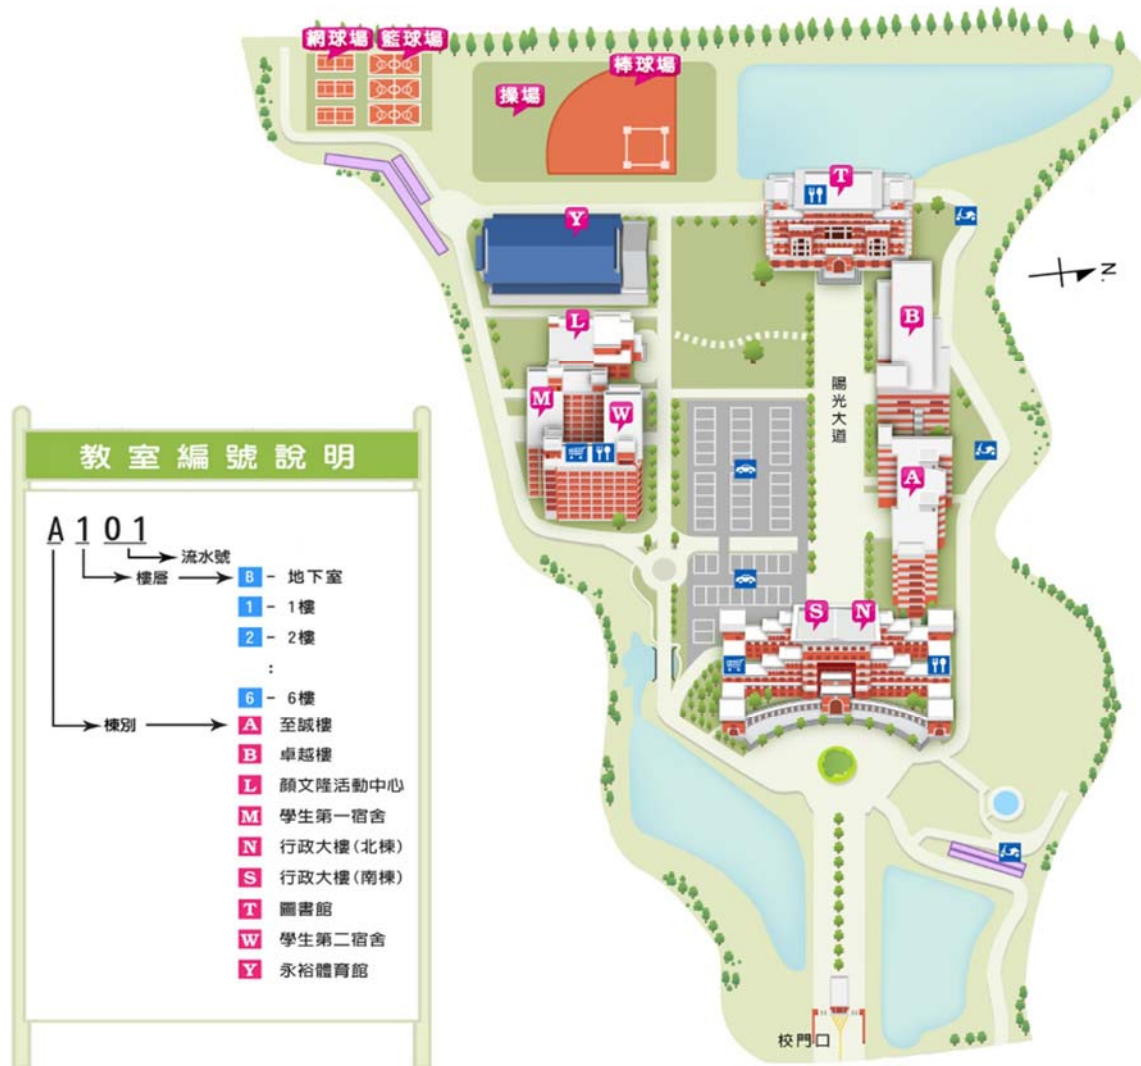 網球場
籃球場
棒球場
操場
T
Y
N
B
L
陽光大道
M
W
A
S
N
校門口
教室編號說明
A 1 01
流水號
樓層
B - 地下室
1 - 1樓
2 - 2樓
:
6 - 6樓
棟別
A 至誠樓
B 卓越樓
L 顏文隆活動中心
M 學生第一宿舍
N 行政大樓(北棟)
S 行政大樓(南棟)
T 圖書館
W 學生第二宿舍
Y 永裕體育館